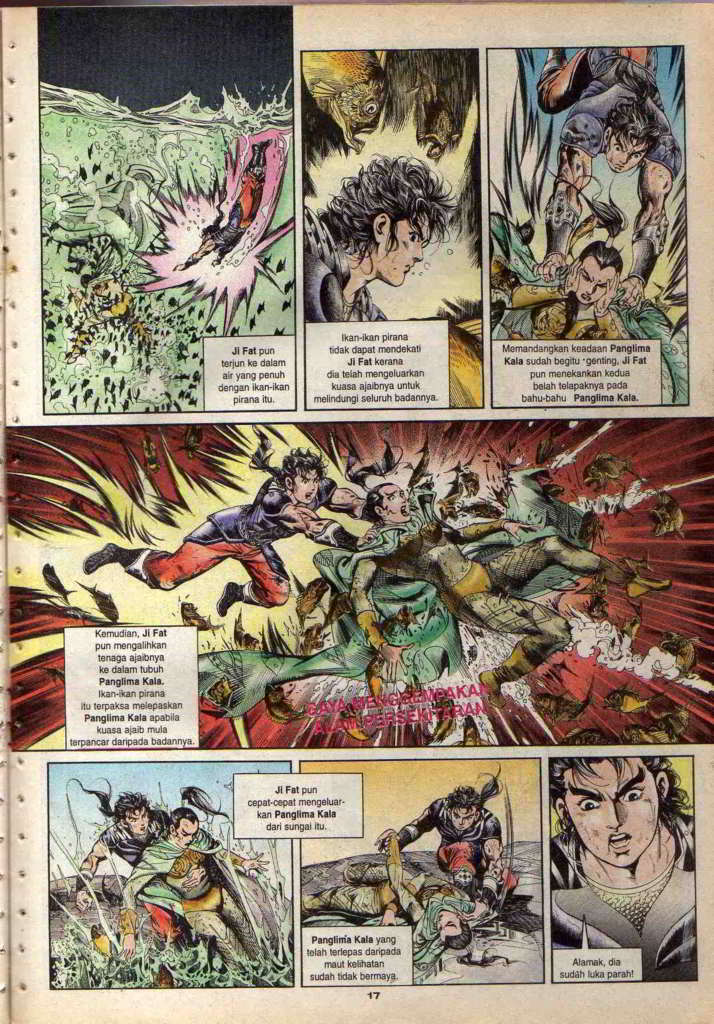 Ji Fat pun
terjun ke dalam
air yang penuh
dengan ikan-ikan
pirana itu.
Ikan-ikan pirana
tidak dapat mendekati
Ji Fat kerana
dia telah mengeluarkan
kuasa ajaibnya untuk
melindungi seluruh badannya.
Memandangkan keadaan Panglima
Kala sudah begitu genting, Ji Fat
pun menekankan kedua
belah telapaknya pada
bahu-bahu Panglima Kala.
Kemudian, Ji Fat
pun mengalihkan
tenaga ajaibnya
ke dalam tubuh
Panglima Kala.
Ikan-ikan pirana
itu terpaksa melepaskan
Panglima Kala apabila
kuasa ajaib mula
terpancar daripada badannya.
GAYA MENGGEMPAKAN
ALAM PERSEKITARAN
Ji Fat pun
cepat-cepat mengeluar-
kan Panglima Kala
dari sungai itu.
Panglima Kala yang
telah terlepas daripada
maut kelihatan
sudah tidak bermaya.
Alamak, dia
sudah luka parah!
17